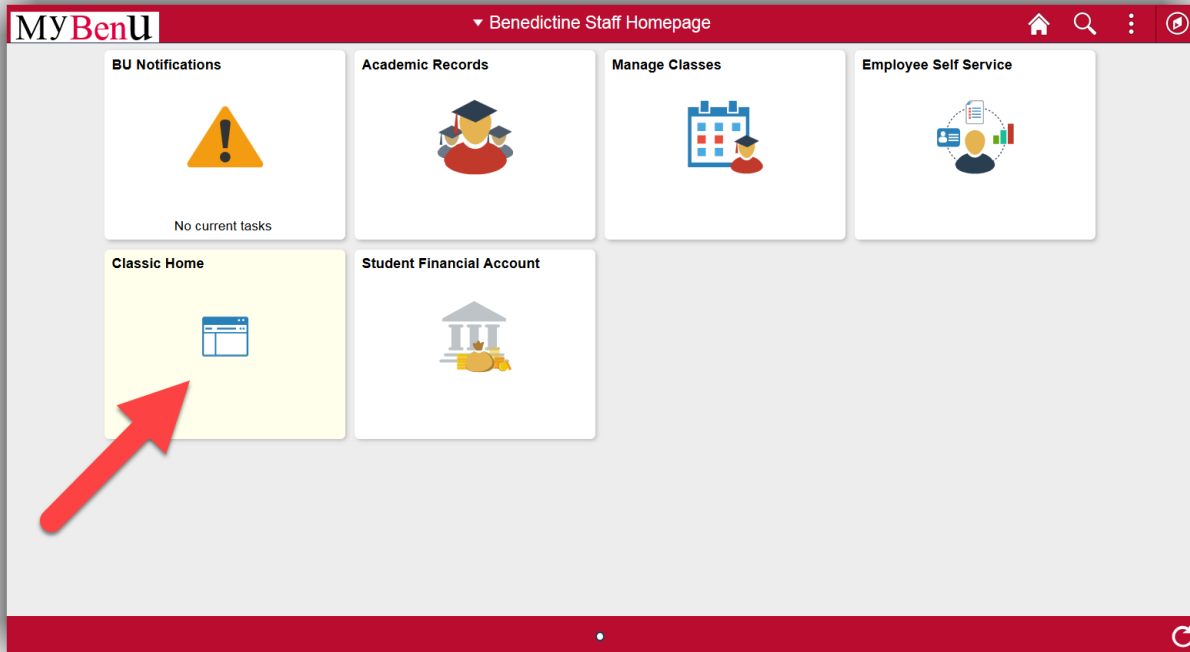 MyBenU
Benedictine Staff Homepage
BU Notifications
No current tasks
Academic Records
Manage Classes
Employee Self Service
Classic Home
Student Financial Account